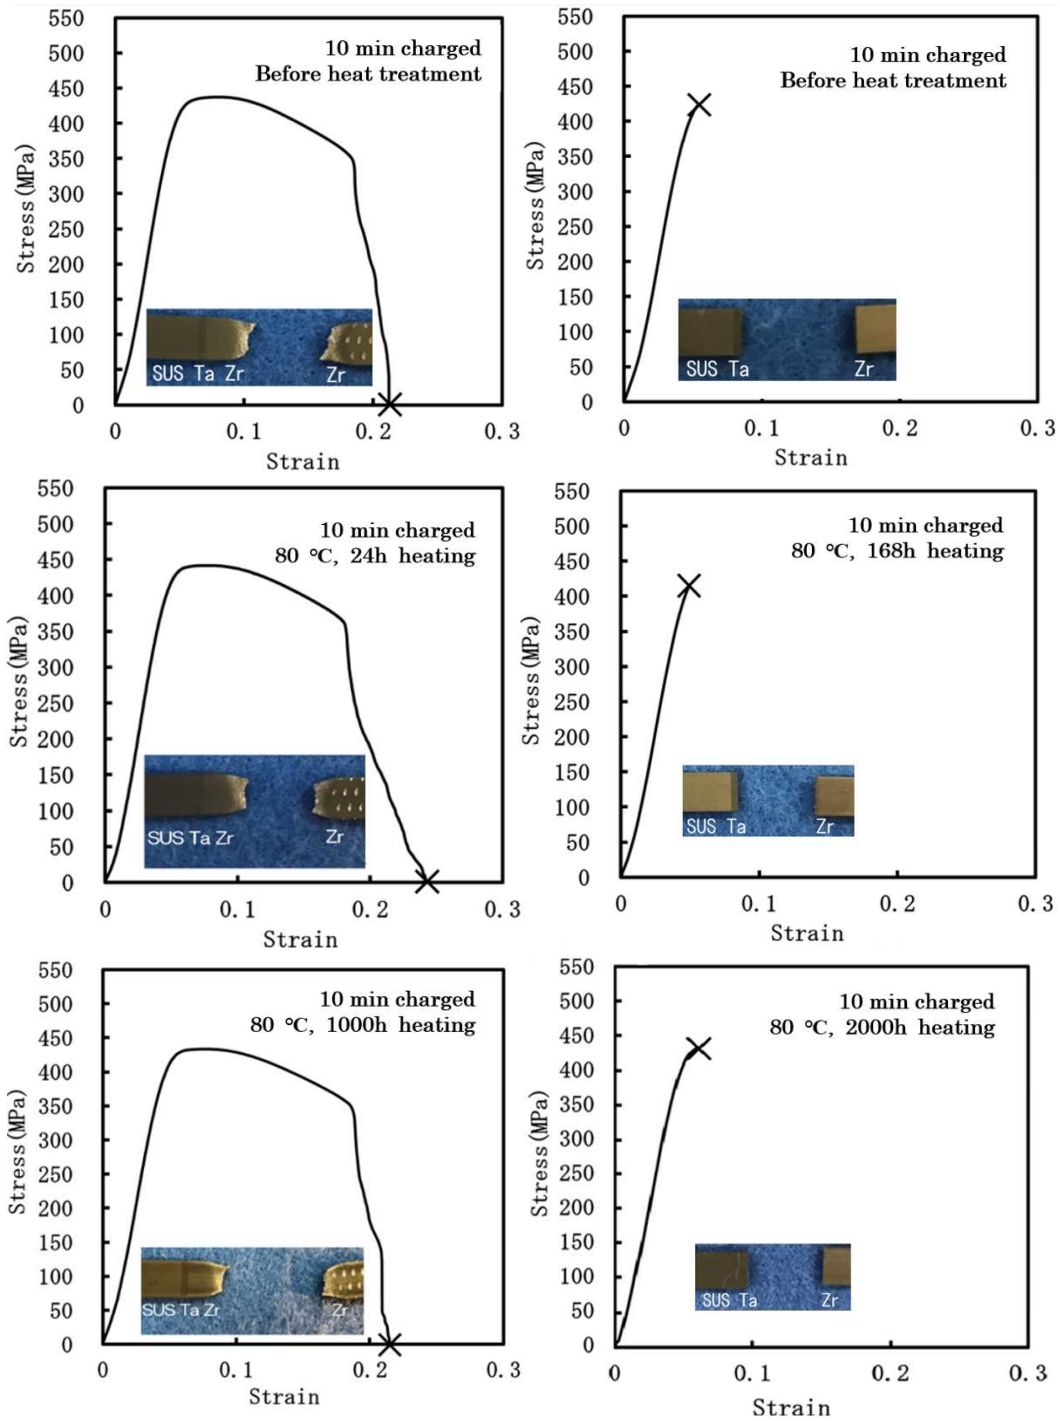 550
500
450
400
350
300
250
200
150
100
50
0
Stress(MPa)
10 min charged
Before heat treatment
SUS Ta Zr
Zr
0 0.1 0.2 0.3
Strain
550
500
450
400
350
300
250
200
150
100
50
0
Stress(MPa)
10 min charged
Before heat treatment
SUS Ta
Zr
0 0.1 0.2 0.3
Strain
550
500
450
400
350
300
250
200
150
100
50
0
Stress(MPa)
10 min charged
80 ℃, 24h heating
SUS Ta Zr
Zr
0 0.1 0.2 0.3
Strain
550
500
450
400
350
300
250
200
150
100
50
0
Stress(MPa)
10 min charged
80 ℃, 168h heating
SUS Ta
Zr
0 0.1 0.2 0.3
Strain
550
500
450
400
350
300
250
200
150
100
50
0
Stress(MPa)
10 min charged
80 ℃, 1000h heating
SUS Ta Zr
Zr
0 0.1 0.2 0.3
Strain
550
500
450
400
350
300
250
200
150
100
50
0
Stress(MPa)
10 min charged
80 ℃, 2000h heating
SUS Ta
Zr
0 0.1 0.2 0.3
Strain